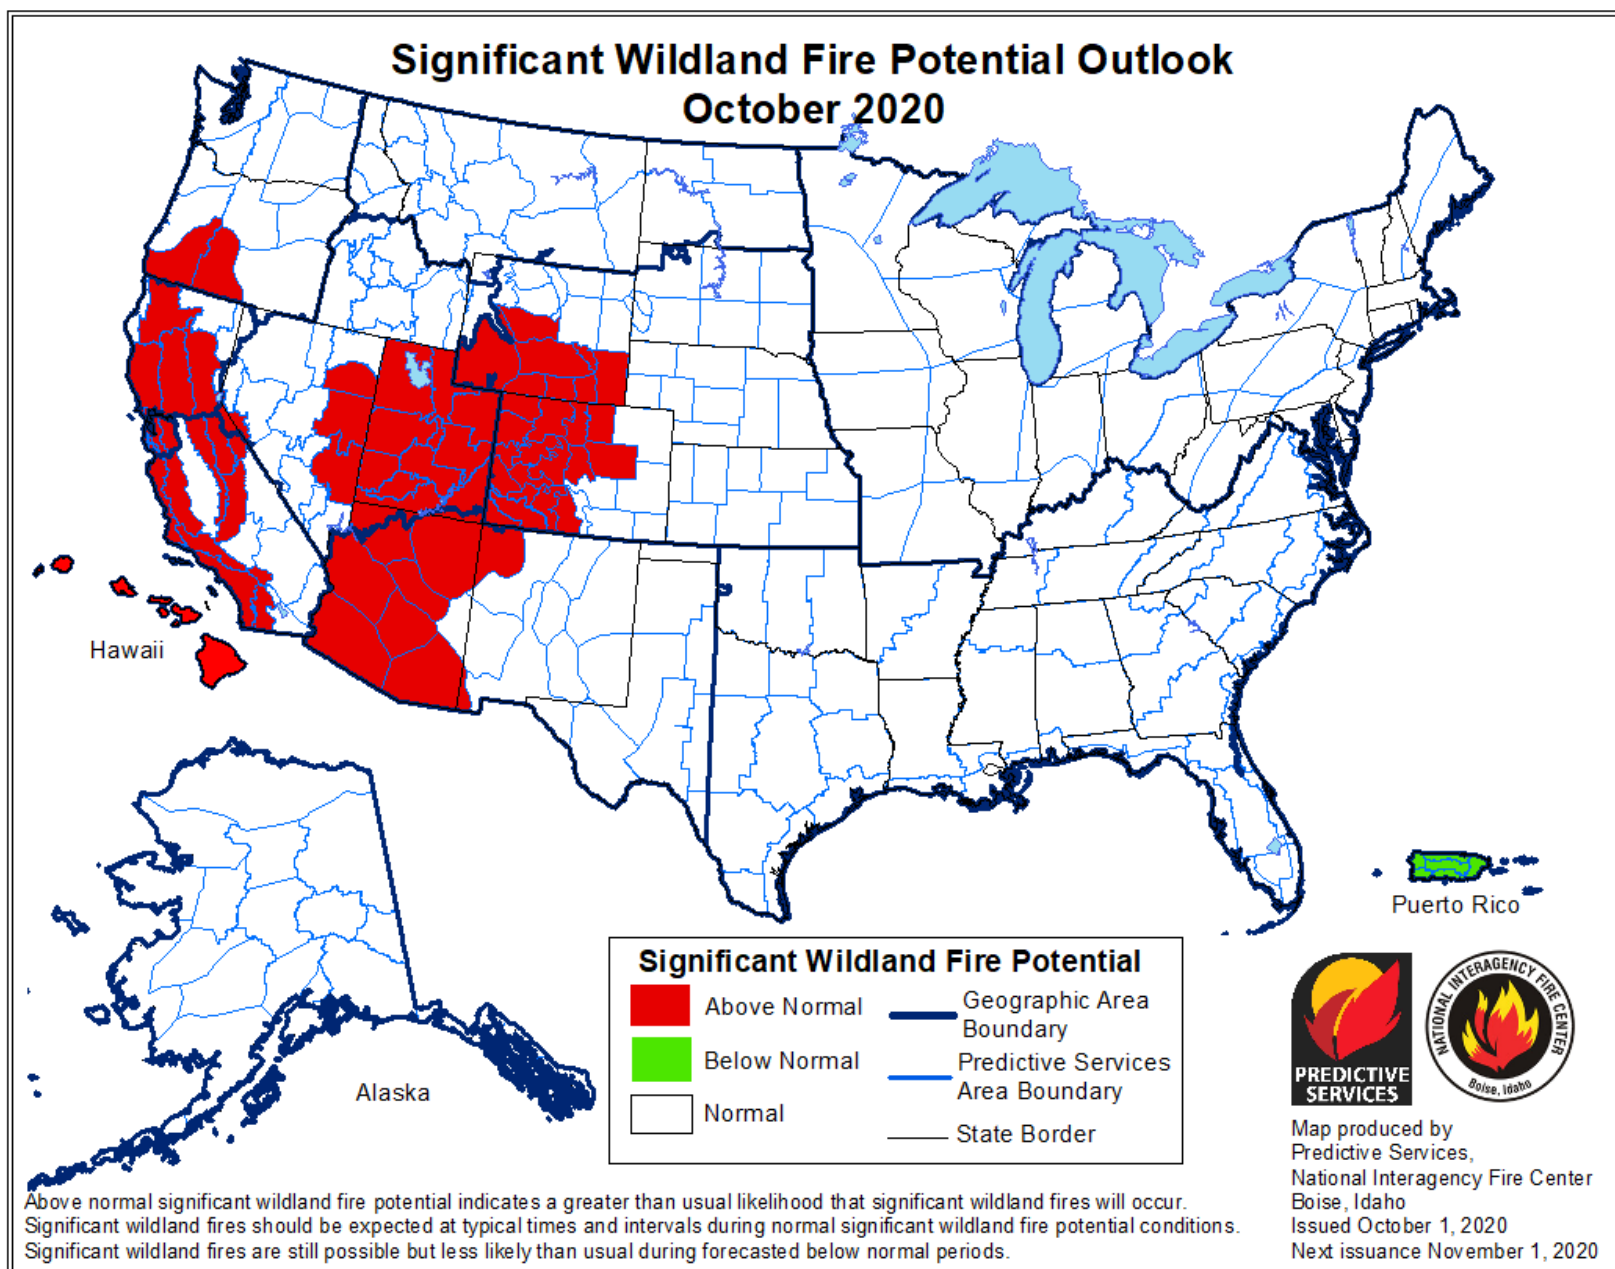 Significant Wildland Fire Potential Outlook
October 2020
Hawaii
Alaska
Puerto Rico
Significant Wildland Fire Potential
Above Normal
Below Normal
Normal
Geographic Area
Boundary
Predictive Services
Area Boundary
State Border
PREDICTIVE
SERVICES
NATIONAL INTERAGENCY FIRE CENTER
Boise, Idaho
Map produced by
Predictive Services,
National Interagency Fire Center
Boise, Idaho
Issued October 1, 2020
Next issuance November 1, 2020
Above normal significant wildland fire potential indicates a greater than usual likelihood that significant wildland fires will occur.
Significant wildland fires should be expected at typical times and intervals during normal significant wildland fire potential conditions.
Significant wildland fires are still possible but less likely than usual during forecasted below normal periods.